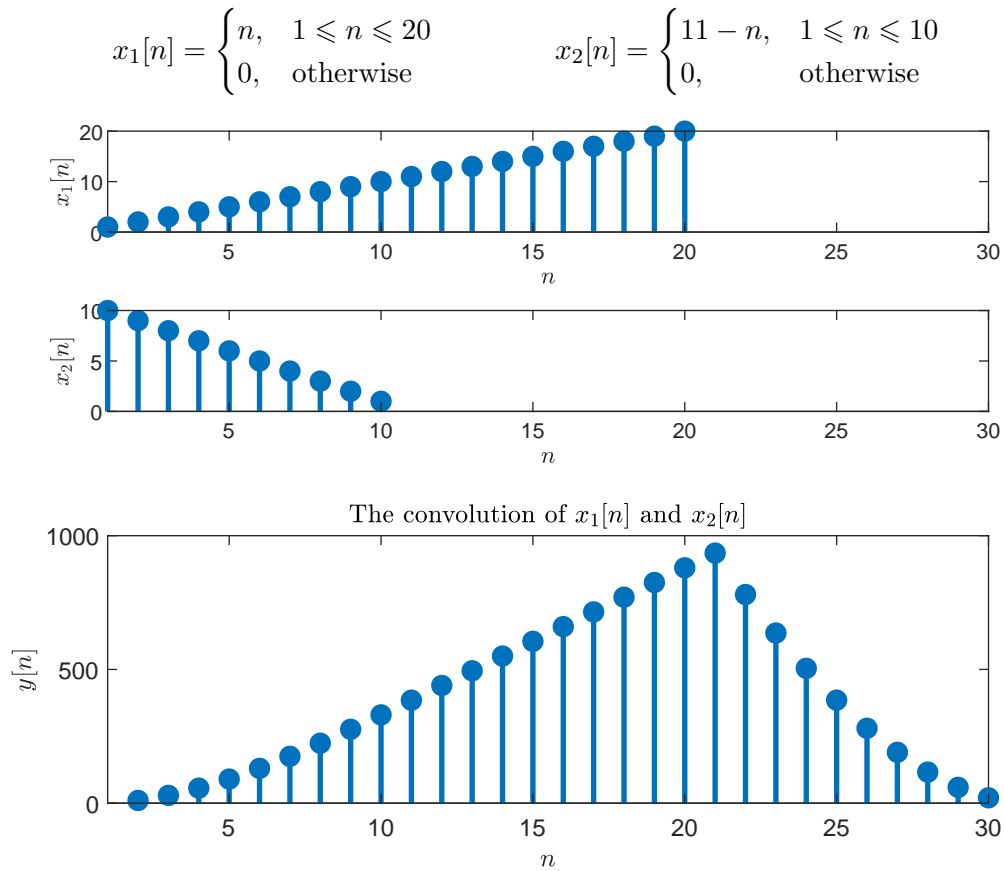 x₁[n] = { n, 1 ⩽ n ⩽ 20
0, otherwise
x₂[n] = { 11 − n, 1 ⩽ n ⩽ 10
0, otherwise
20
10
0
x₁[n]
5 10 15 20 25 30
n
10
5
0
x₂[n]
5 10 15 20 25 30
n
The convolution of x₁[n] and x₂[n]
1000
500
0
y[n]
5 10 15 20 25 30
n